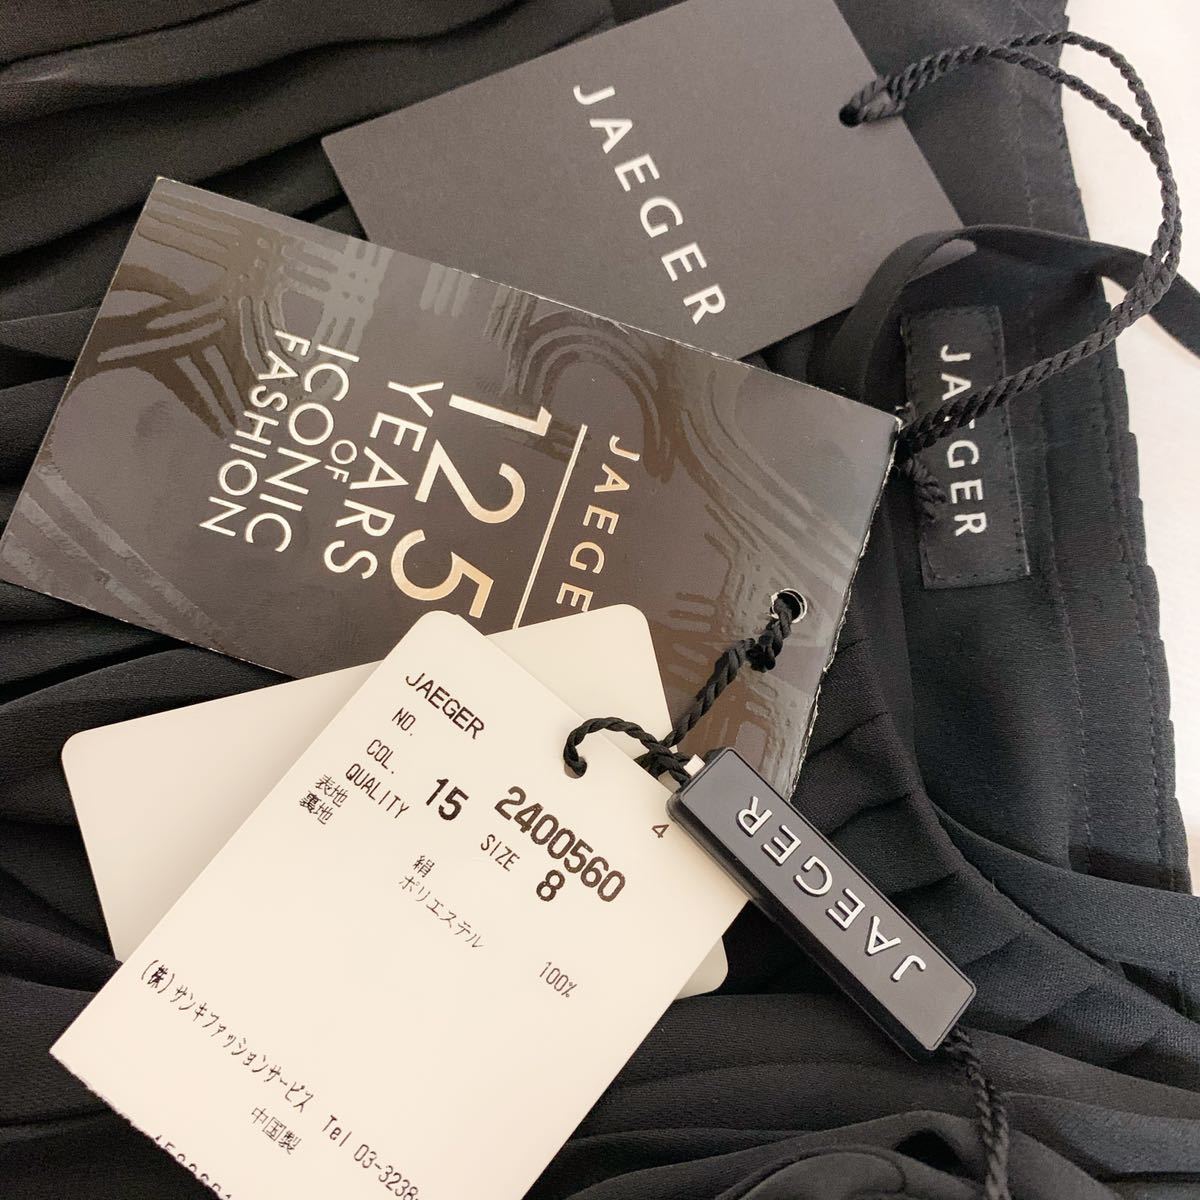 JAEGER
JAEGER
125
YEARS
OF
ICONIC
FASHION
JAEGER
JAEGER
JAEGER
NO. 2400560 4
COL. 15 SIZE 8
QUALITY
表地 絹
裏地 ポリエステル 100%
(株)サンキファッションサービス Tel 03-3238-
中国製